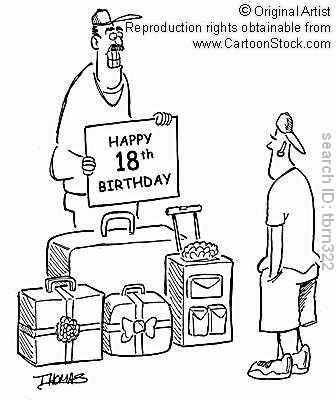 © Original Artist
Reproduction rights obtainable from
www.CartoonStock.com
HAPPY
18th
BIRTHDAY
search ID: tbrn322
THOMAS